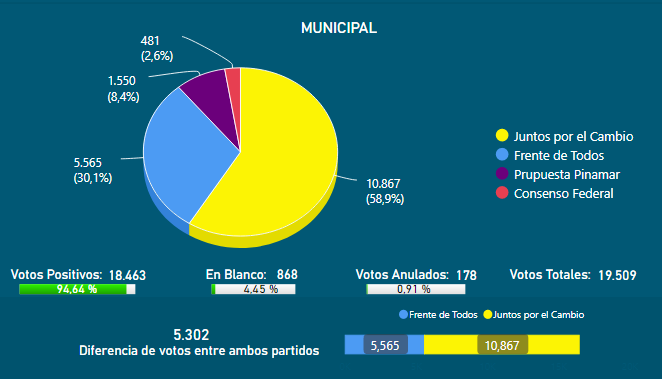 MUNICIPAL
481
(2,6%)
1.550
(8,4%)
5.565
(30,1%)
10.867
(58,9%)
Juntos por el Cambio
Frente de Todos
Prupuesta Pinamar
Consenso Federal
Votos Positivos: 18.463
94,64 %
En Blanco: 868
4,45 %
Votos Anulados: 178
0,91 %
Votos Totales: 19.509
5.302
Diferencia de votos entre ambos partidos
Frente de Todos Juntos por el Cambio
5,565 10,867